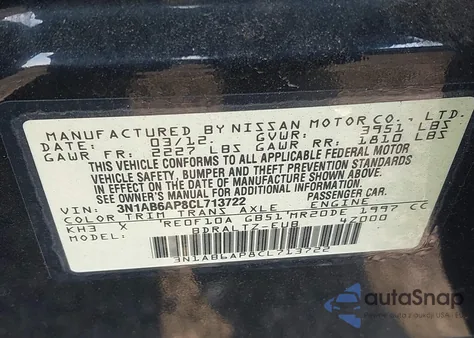 MANUFACTURED BY NISSAN MOTOR CO., LTD.
DATE: 03/12. GVWR: 3951 LBS
GAWR FR: 2227 LBS GAWR RR: 1810 LBS
THIS VEHICLE CONFORMS TO ALL APPLICABLE FEDERAL MOTOR
VEHICLE SAFETY, BUMPER AND THEFT PREVENTION STANDARDS
IN EFFECT ON THE DATE OF MANUFACTURE SHOWN ABOVE.
SEE OWNER'S MANUAL
VIN: 3N1AB6AP8CL713722 PASSENGER CAR.
COLOR TRIM TRANS AXLE ENGINE
KH3 X RE0F10A GB51 MR20DE 1997 CC
MODEL: BDRALTZ-EUB 47000
3N1AB6AP8CL713722
autoSnap